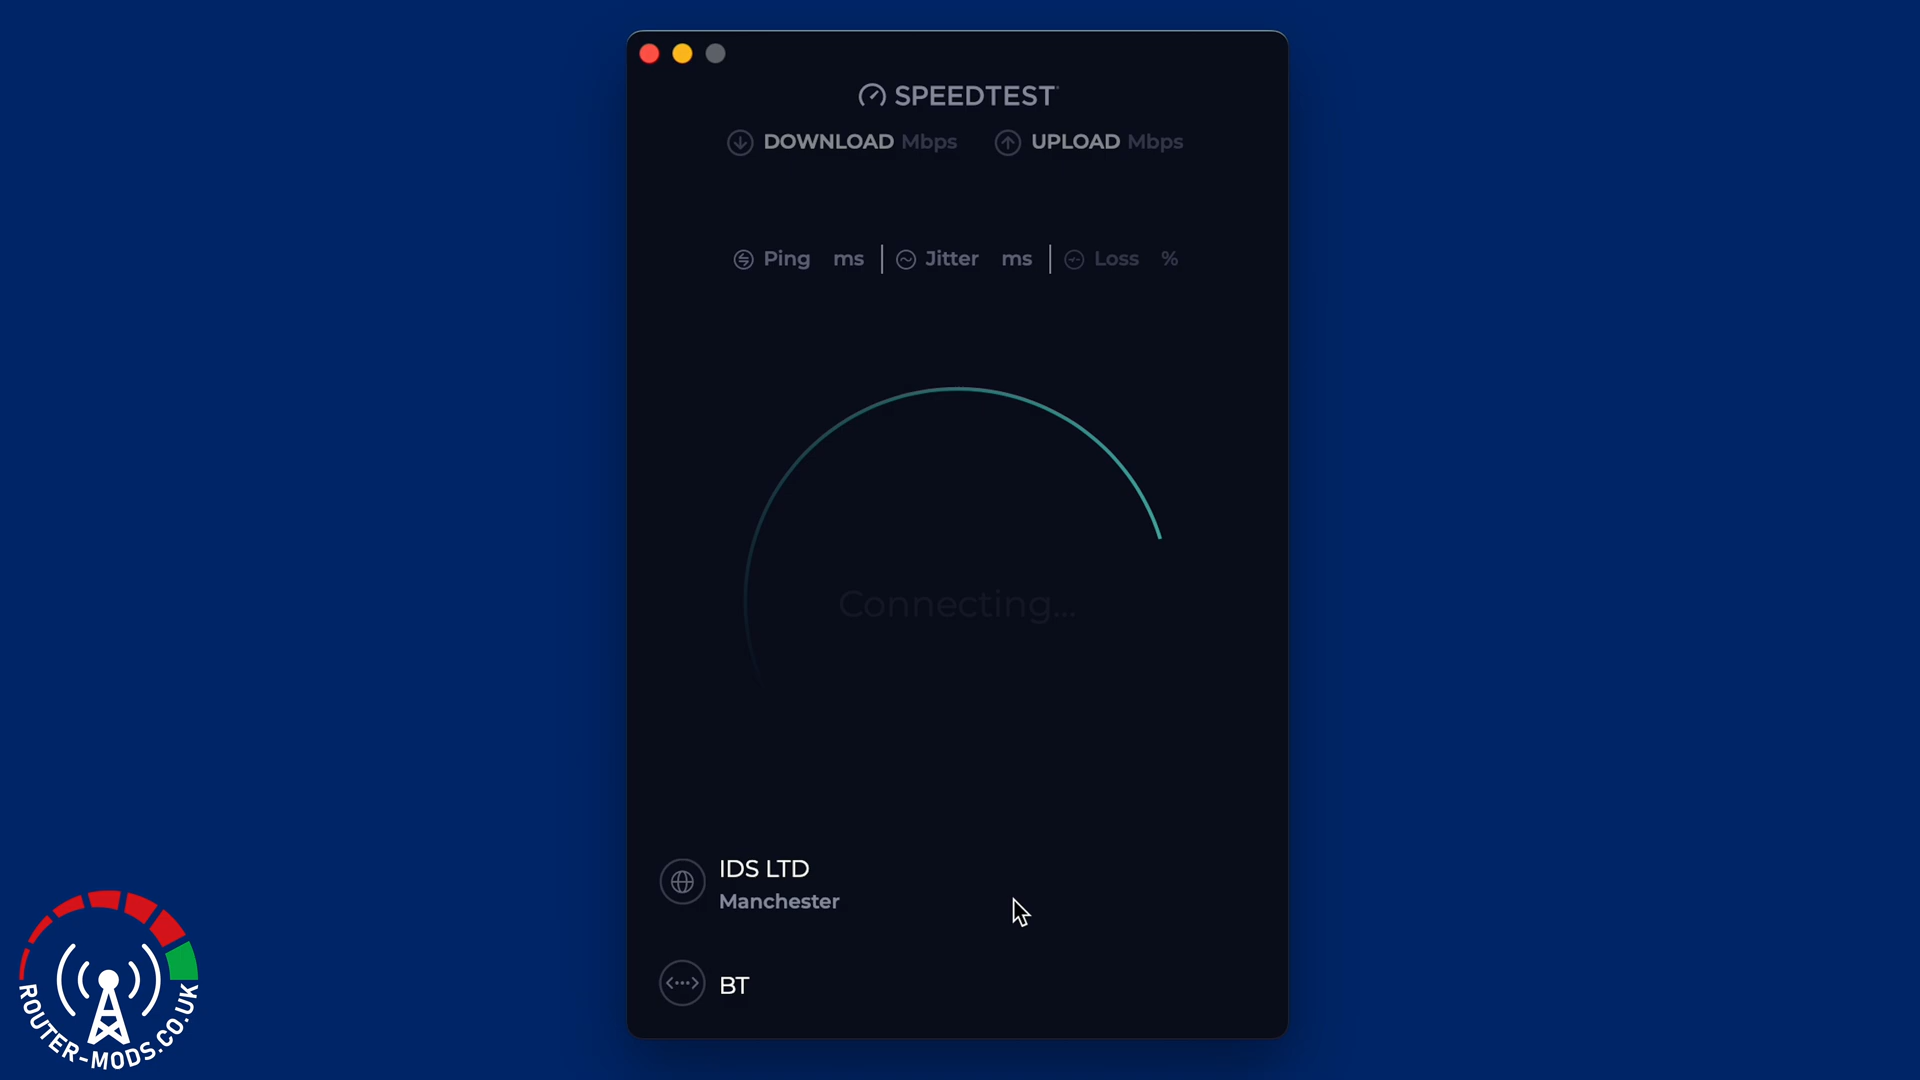 SPEEDTEST
DOWNLOAD Mbps UPLOAD Mbps
Ping ms Jitter ms Loss %
Connecting...
IDS LTD
Manchester
BT
ROUTER-MODS.CO.UK